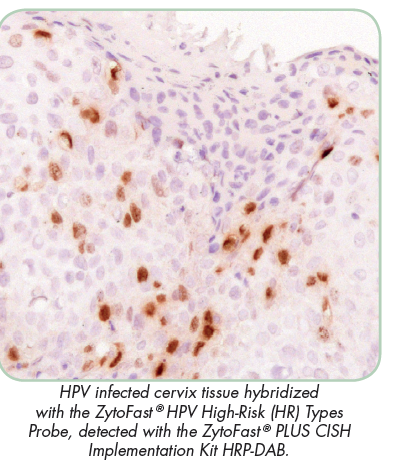 HPV infected cervix tissue hybridized
with the ZytoFast® HPV High-Risk (HR) Types
Probe, detected with the ZytoFast® PLUS CISH
Implementation Kit HRP-DAB.